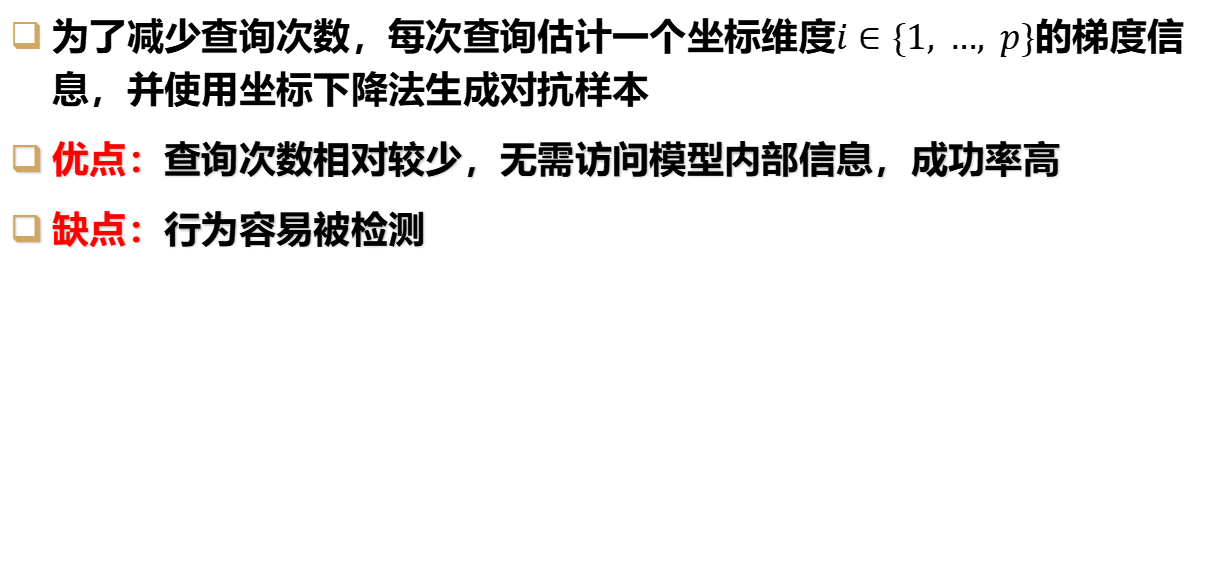 为了减少查询次数，每次查询估计一个坐标维度i ∈ {1, …, p}的梯度信
息，并使用坐标下降法生成对抗样本
优点：查询次数相对较少，无需访问模型内部信息，成功率高
缺点：行为容易被检测